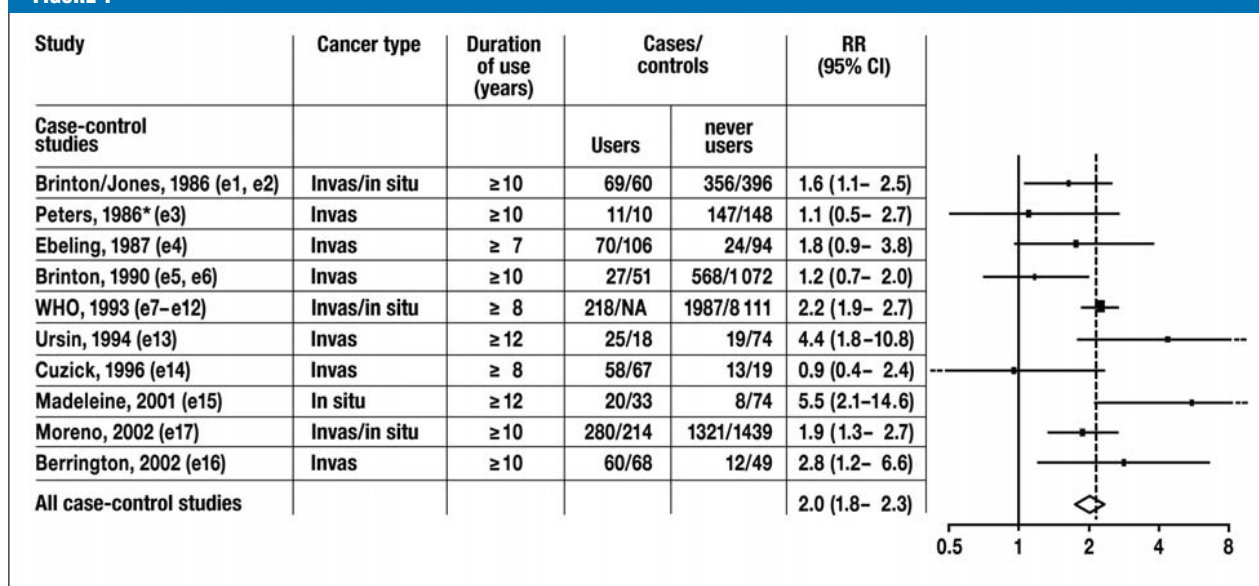 Study Cancer type Duration of use (years) Cases/ controls RR (95% CI)
Case-control studies Users never users
Brinton/Jones, 1986 (e1, e2) Invas/in situ ≥10 69/60 356/396 1.6 (1.1– 2.5)
Peters, 1986* (e3) Invas ≥10 11/10 147/148 1.1 (0.5– 2.7)
Ebeling, 1987 (e4) Invas ≥ 7 70/106 24/94 1.8 (0.9– 3.8)
Brinton, 1990 (e5, e6) Invas ≥10 27/51 568/1 072 1.2 (0.7– 2.0)
WHO, 1993 (e7–e12) Invas/in situ ≥ 8 218/NA 1987/8 111 2.2 (1.9– 2.7)
Ursin, 1994 (e13) Invas ≥12 25/18 19/74 4.4 (1.8–10.8)
Cuzick, 1996 (e14) Invas ≥ 8 58/67 13/19 0.9 (0.4– 2.4)
Madeleine, 2001 (e15) In situ ≥12 20/33 8/74 5.5 (2.1–14.6)
Moreno, 2002 (e17) Invas/in situ ≥10 280/214 1321/1439 1.9 (1.3– 2.7)
Berrington, 2002 (e16) Invas ≥10 60/68 12/49 2.8 (1.2– 6.6)
All case-control studies 2.0 (1.8– 2.3)
0.5 1 2 4 8